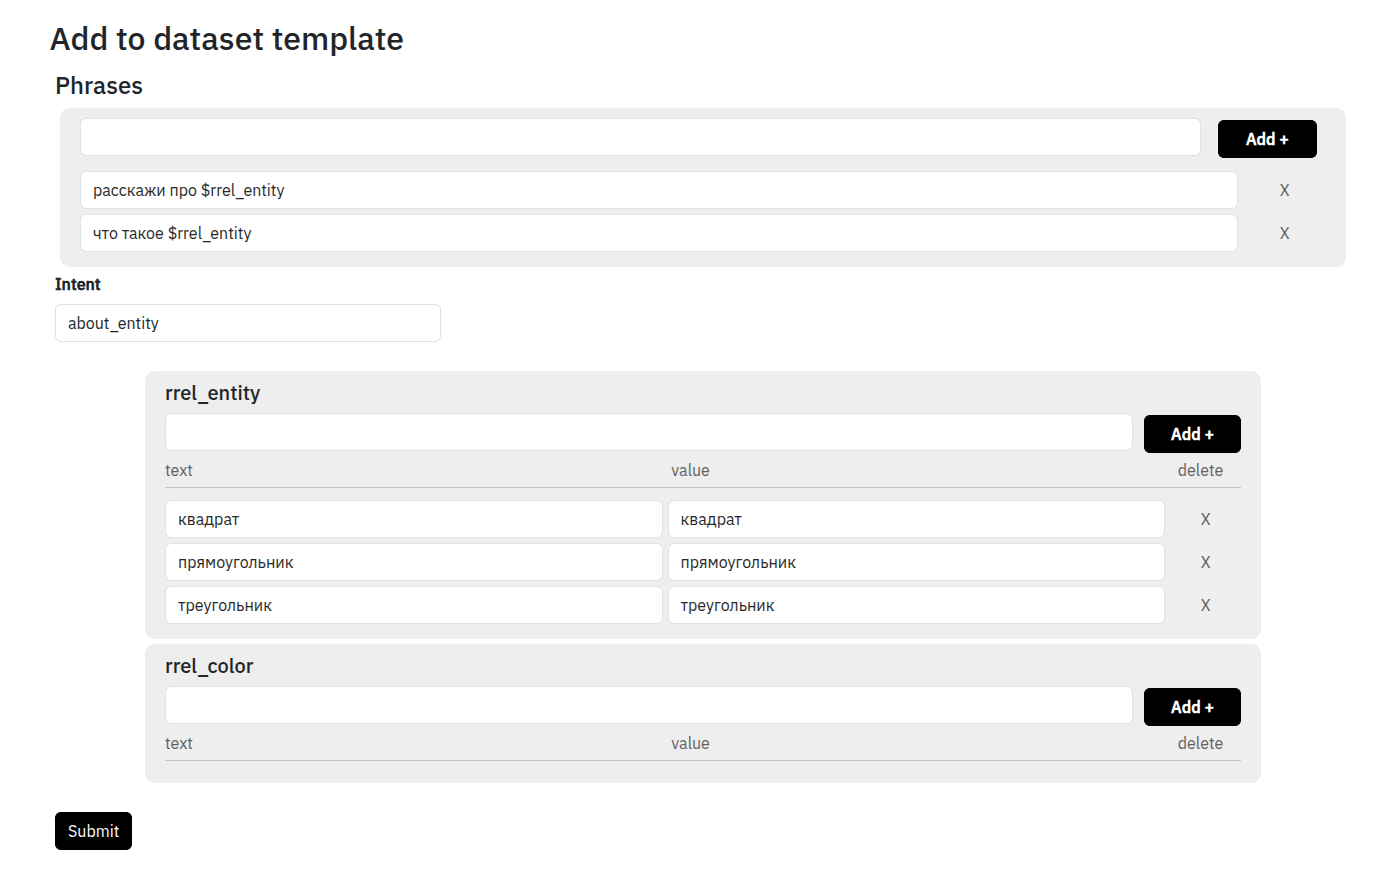 Add to dataset template
Phrases
Add +
расскажи про $rrel_entity X
что такое $rrel_entity X
Intent
about_entity
rrel_entity
Add +
text value delete
квадрат квадрат X
прямоугольник прямоугольник X
треугольник треугольник X
rrel_color
Add +
text value delete
Submit